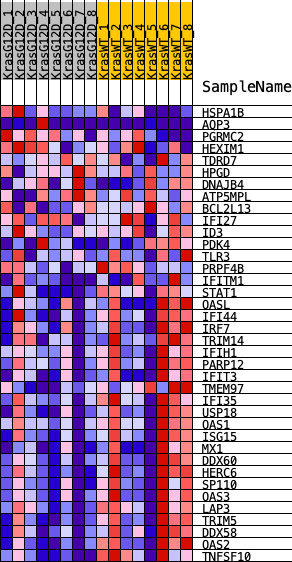 KrasG12D_1
KrasG12D_2
KrasG12D_3
KrasG12D_4
KrasG12D_5
KrasG12D_6
KrasG12D_7
KrasG12D_8
KrasWT_1
KrasWT_2
KrasWT_3
KrasWT_4
KrasWT_5
KrasWT_6
KrasWT_7
KrasWT_8
SampleName
HSPA1B
AQP3
PGRMC2
HEXIM1
TDRD7
HPGD
DNAJB4
ATP5MPL
BCL2L13
IFI27
ID3
PDK4
TLR3
PRPF4B
IFITM1
STAT1
OASL
IFI44
IRF7
TRIM14
IFIH1
PARP12
IFIT3
TMEM97
IFI35
USP18
OAS1
ISG15
MX1
DDX60
HERC6
SP110
OAS3
LAP3
TRIM5
DDX58
OAS2
TNFSF10